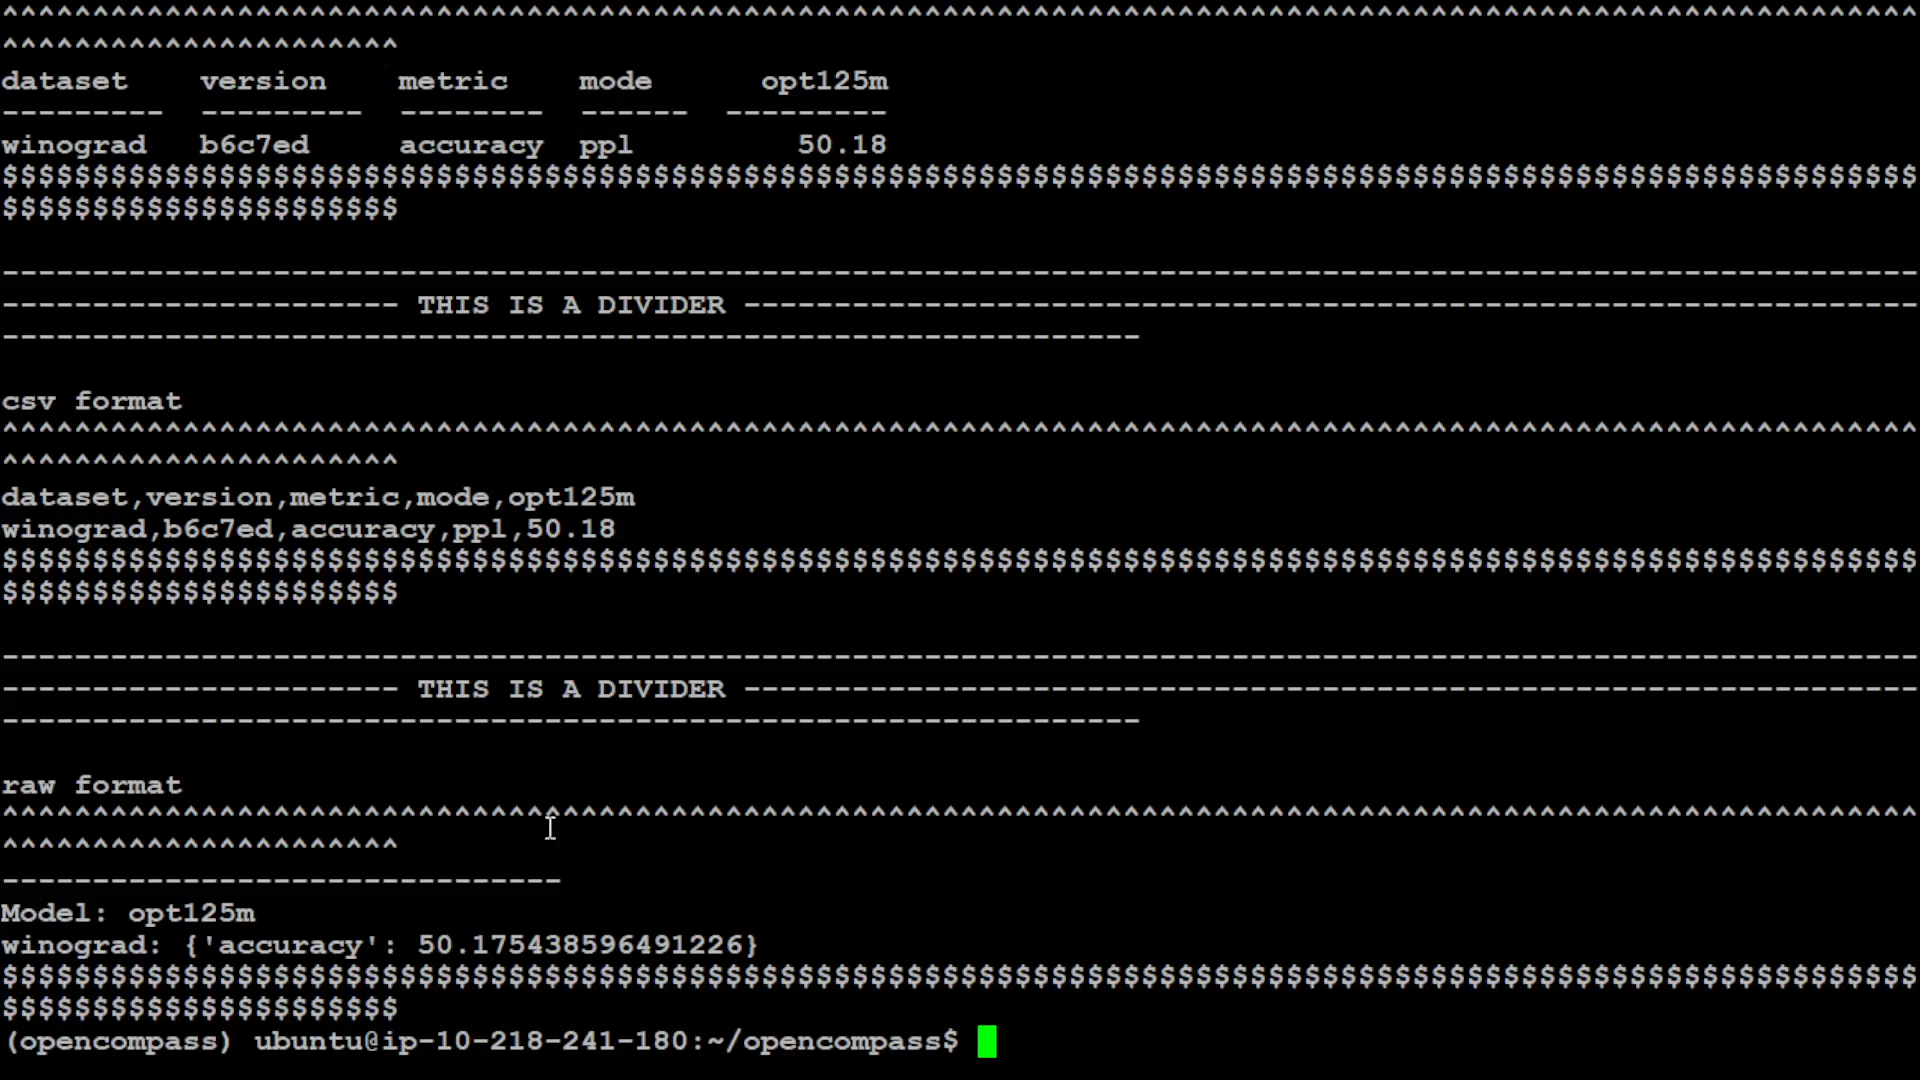 ^^^^^^^^^^^^^^^^^^^^^^^^^^^^^^^^^^^^^^^^^^^^^^^^^^^^^^^^^^^^^^^^^^^^^^^^^^^^^^^^^^^^^^^^^^^^^^^^^^^^^^^^^^
^^^^^^^^^^^^^^^^^^^^^^
dataset    version    metric    mode      opt125m
---------  ---------  --------  ------  ---------
winograd   b6c7ed     accuracy  ppl         50.18
$$$$$$$$$$$$$$$$$$$$$$$$$$$$$$$$$$$$$$$$$$$$$$$$$$$$$$$$$$$$$$$$$$$$$$$$$$$$$$$$$$$$$$$$$$$$$$$$$$$$$$$$$$
$$$$$$$$$$$$$$$$$$$$$$
----------------------------------------------------------------------------------------------------------
---------------------- THIS IS A DIVIDER -----------------------------------------------------------------
---------------------------------------------------------------
csv format
^^^^^^^^^^^^^^^^^^^^^^^^^^^^^^^^^^^^^^^^^^^^^^^^^^^^^^^^^^^^^^^^^^^^^^^^^^^^^^^^^^^^^^^^^^^^^^^^^^^^^^^^^^
^^^^^^^^^^^^^^^^^^^^^^
dataset,version,metric,mode,opt125m
winograd,b6c7ed,accuracy,ppl,50.18
$$$$$$$$$$$$$$$$$$$$$$$$$$$$$$$$$$$$$$$$$$$$$$$$$$$$$$$$$$$$$$$$$$$$$$$$$$$$$$$$$$$$$$$$$$$$$$$$$$$$$$$$$$
$$$$$$$$$$$$$$$$$$$$$$
----------------------------------------------------------------------------------------------------------
---------------------- THIS IS A DIVIDER -----------------------------------------------------------------
---------------------------------------------------------------
raw format
^^^^^^^^^^^^^^^^^^^^^^^^^^^^^^^^^^^^^^^^^^^^^^^^^^^^^^^^^^^^^^^^^^^^^^^^^^^^^^^^^^^^^^^^^^^^^^^^^^^^^^^^^^
^^^^^^^^^^^^^^^^^^^^^^
-------------------------------
Model: opt125m
winograd: {'accuracy': 50.175438596491226}
$$$$$$$$$$$$$$$$$$$$$$$$$$$$$$$$$$$$$$$$$$$$$$$$$$$$$$$$$$$$$$$$$$$$$$$$$$$$$$$$$$$$$$$$$$$$$$$$$$$$$$$$$$
$$$$$$$$$$$$$$$$$$$$$$
(opencompass) ubuntu@ip-10-218-241-180:~/opencompass$